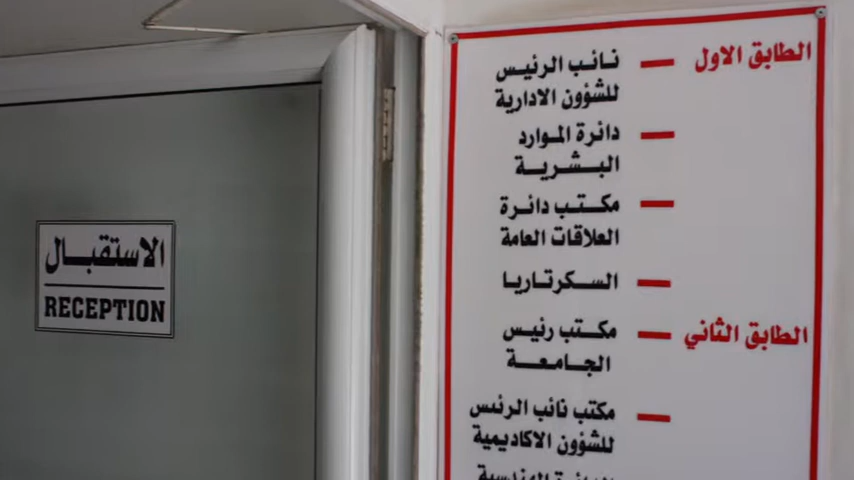 الاستقبال
RECEPTION
الطابق الاول
نائب الرئيس
للشؤون الادارية
دائرة الموارد
البشرية
مكتب دائرة
العلاقات العامة
السكرتاريا
الطابق الثاني
مكتب رئيس
الجامعة
مكتب نائب الرئس
للشؤون الاكاديمية